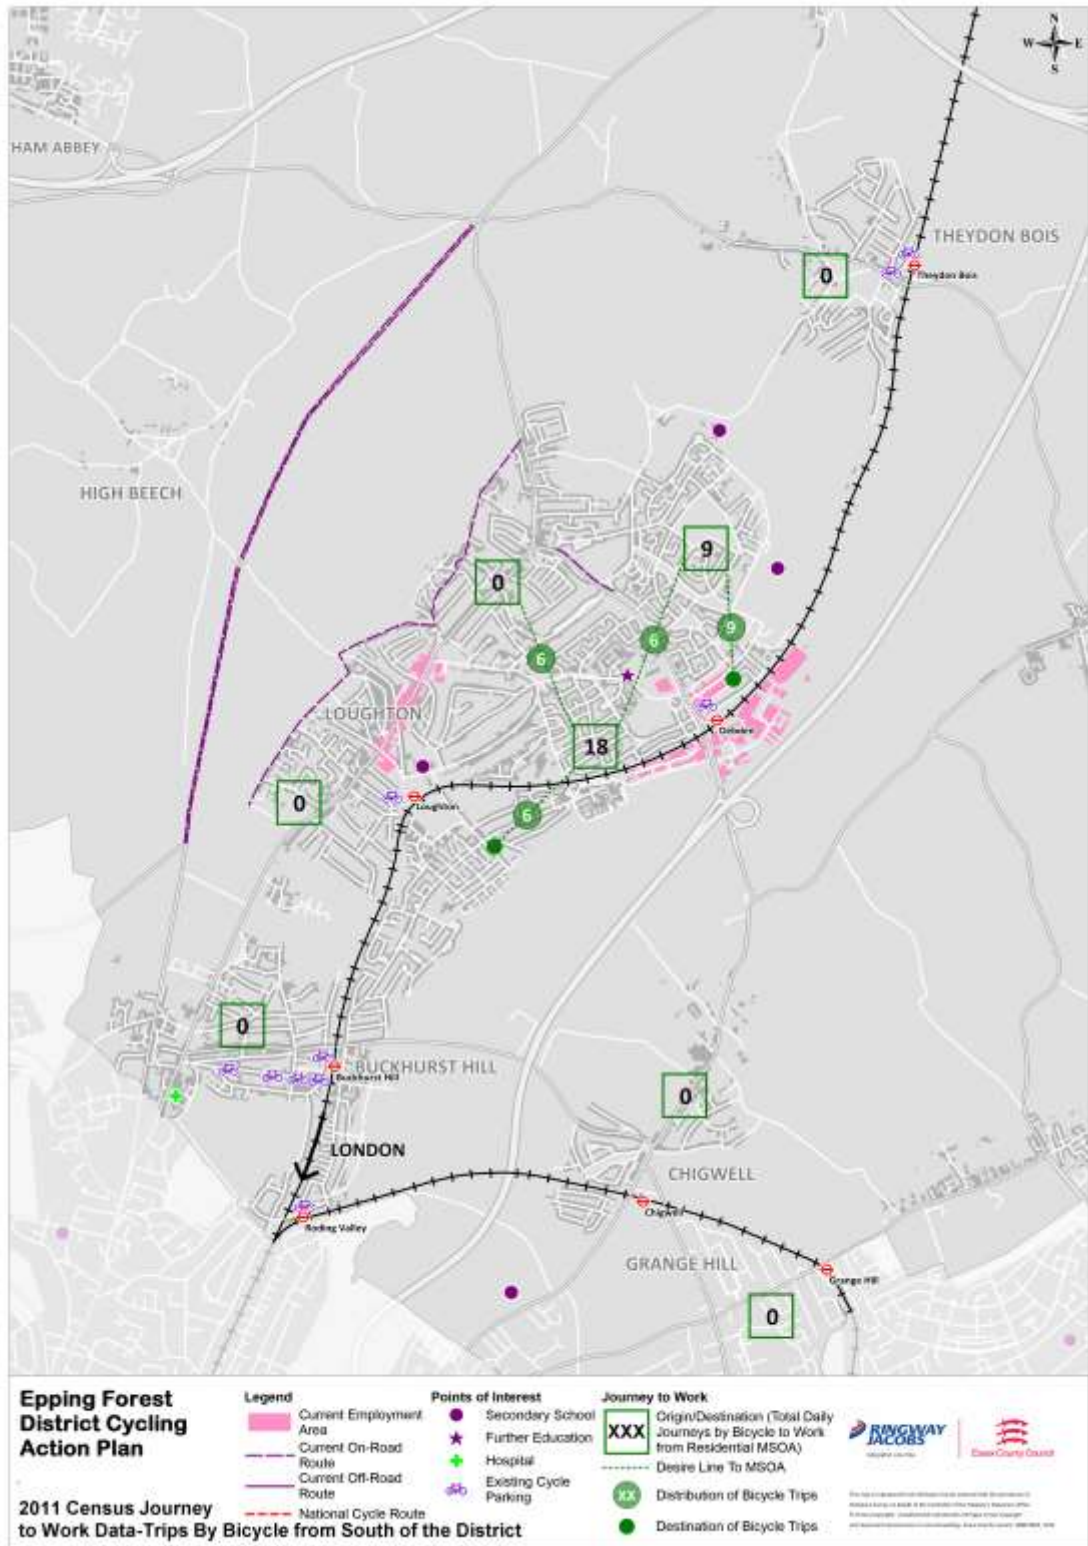 N
W E
S
HAM ABBEY
THEYDON BOIS
0
Theydon Bois
HIGH BEECH
9
0
9
6
6
LOUGHTON
18
Debden
0
Loughton
6
0
BUCKHURST HILL
Buckhurst Hill
0
LONDON
CHIGWELL
Chigwell
Roding Valley
GRANGE HILL
Grange Hill
0
Epping Forest
District Cycling
Action Plan
2011 Census Journey
to Work Data-Trips By Bicycle from South of the District
Legend
Current Employment
Area
Current On-Road
Route
Current Off-Road
Route
National Cycle Route
Points of Interest
Secondary School
Further Education
Hospital
Existing Cycle
Parking
Journey to Work
XXX
Origin/Destination (Total Daily
Journeys by Bicycle to Work
from Residential MSOA)
Desire Line To MSOA
XX
Distribution of Bicycle Trips
Destination of Bicycle Trips
RINGWAY
JACOBS
Essex County Council